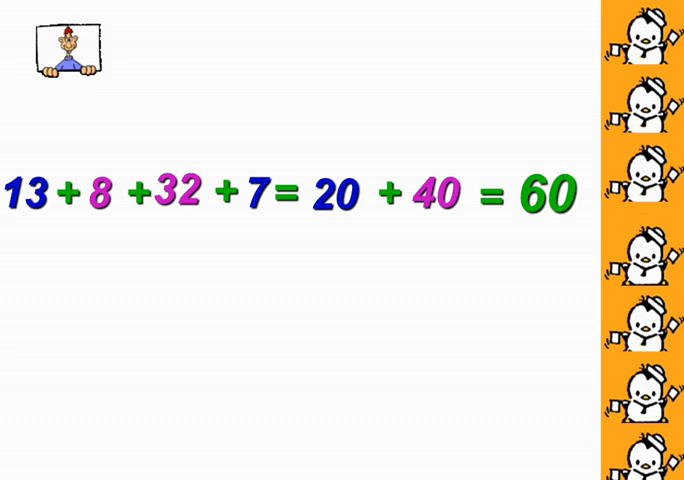 13 + 8 + 32 + 7 = 20 + 40 = 60